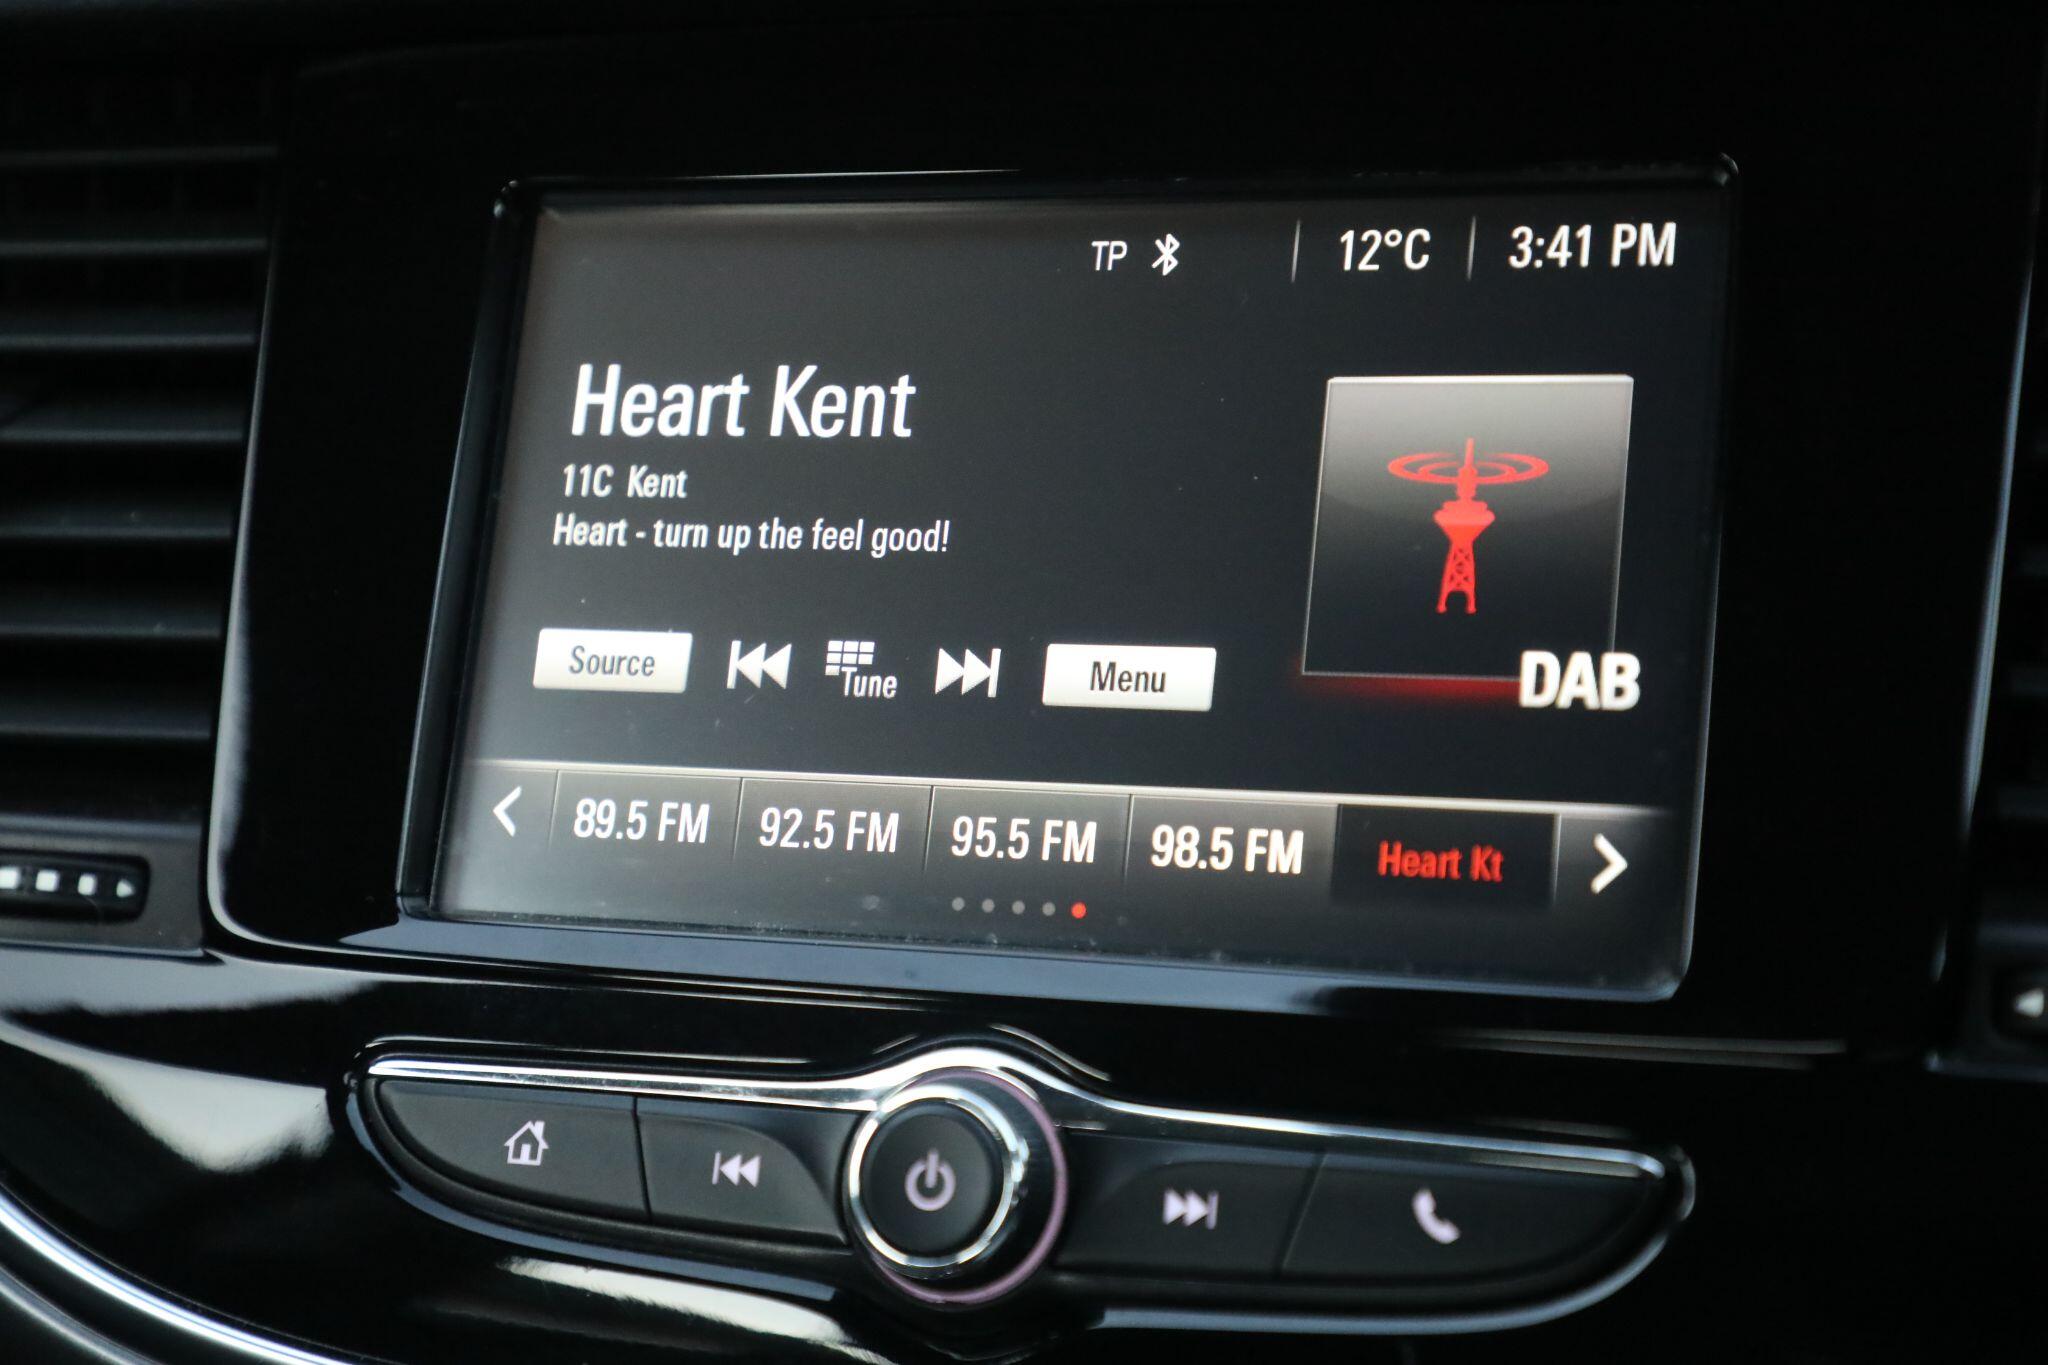 TP 12°C 3:41 PM
Heart Kent
11C Kent
Heart - turn up the feel good!
Source Tune Menu
DAB
89.5 FM 92.5 FM 95.5 FM 98.5 FM Heart Kt